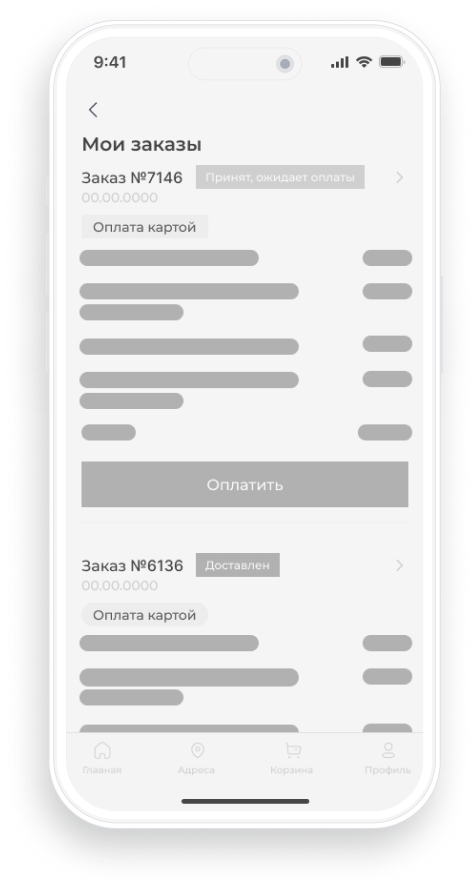 9:41
Мои заказы
Заказ №7146 Принят, ожидает оплаты
00.00.0000
Оплата картой
Оплатить
Заказ №6136 Доставлен
00.00.0000
Оплата картой
Главная Адреса Корзина Профиль